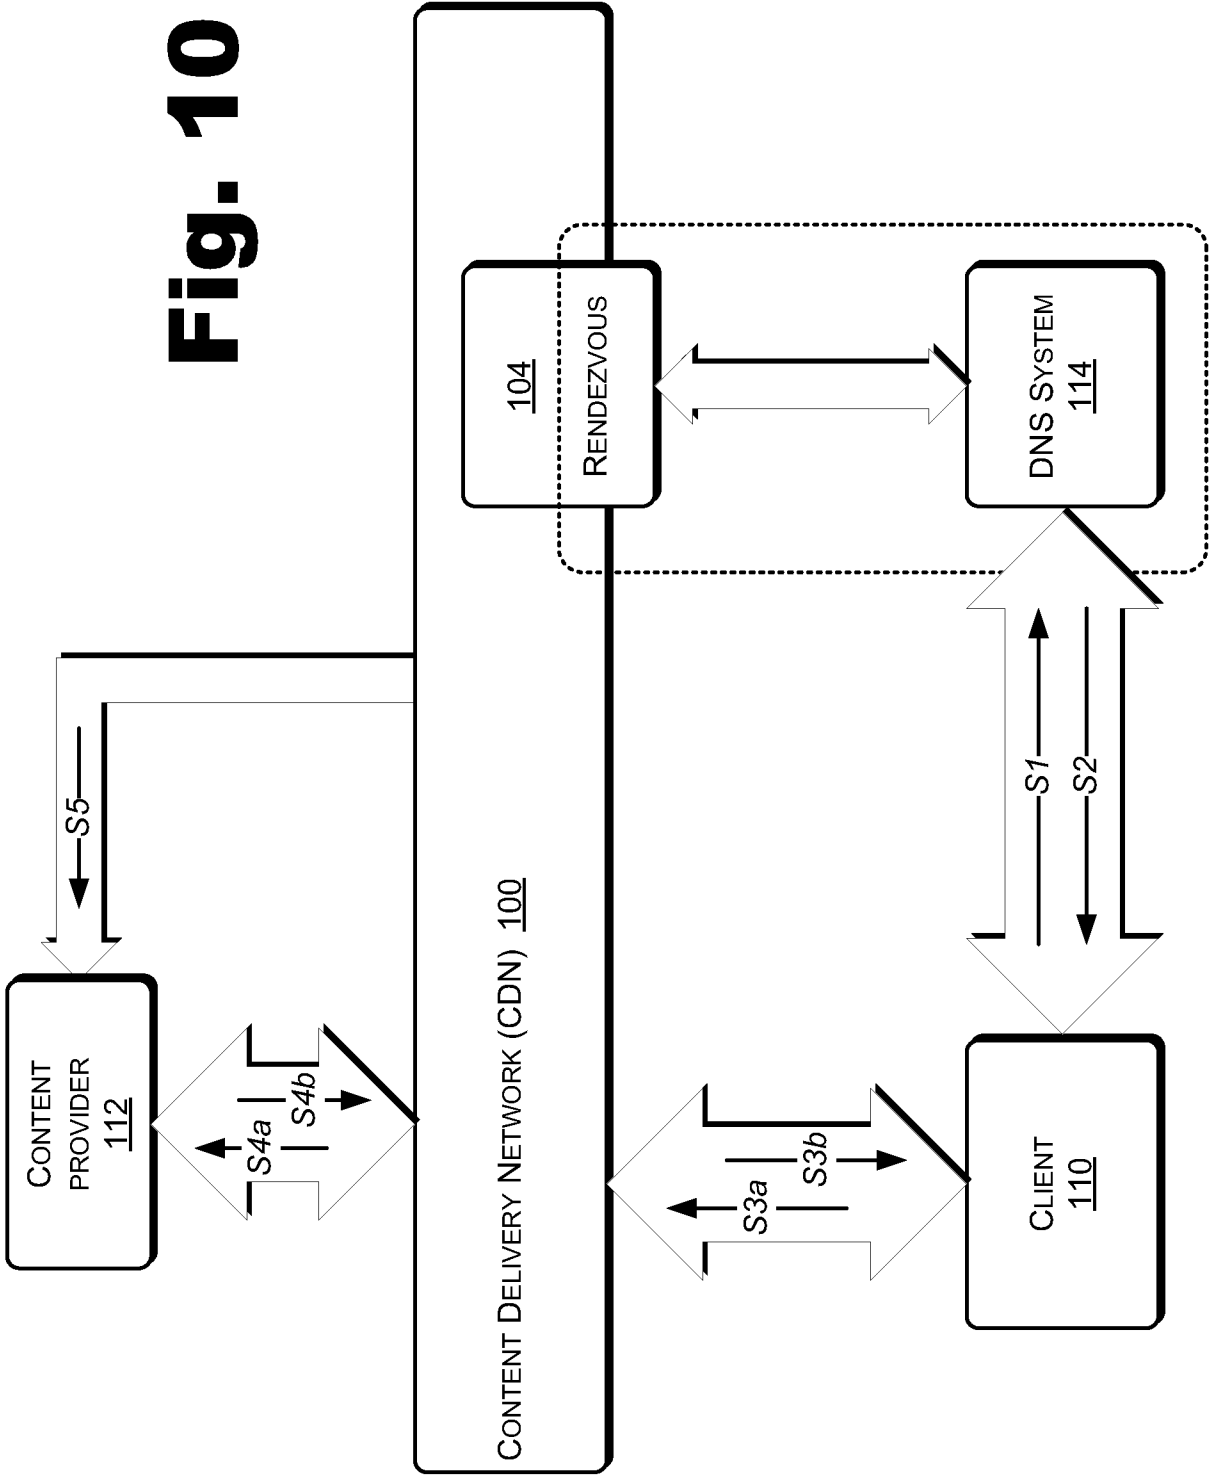 Fig. 10
CONTENT
PROVIDER
112
S5
S4a
S4b
CONTENT DELIVERY NETWORK (CDN) 100
104
RENDEZVOUS
S3a
S3b
CLIENT
110
S1
S2
DNS SYSTEM
114